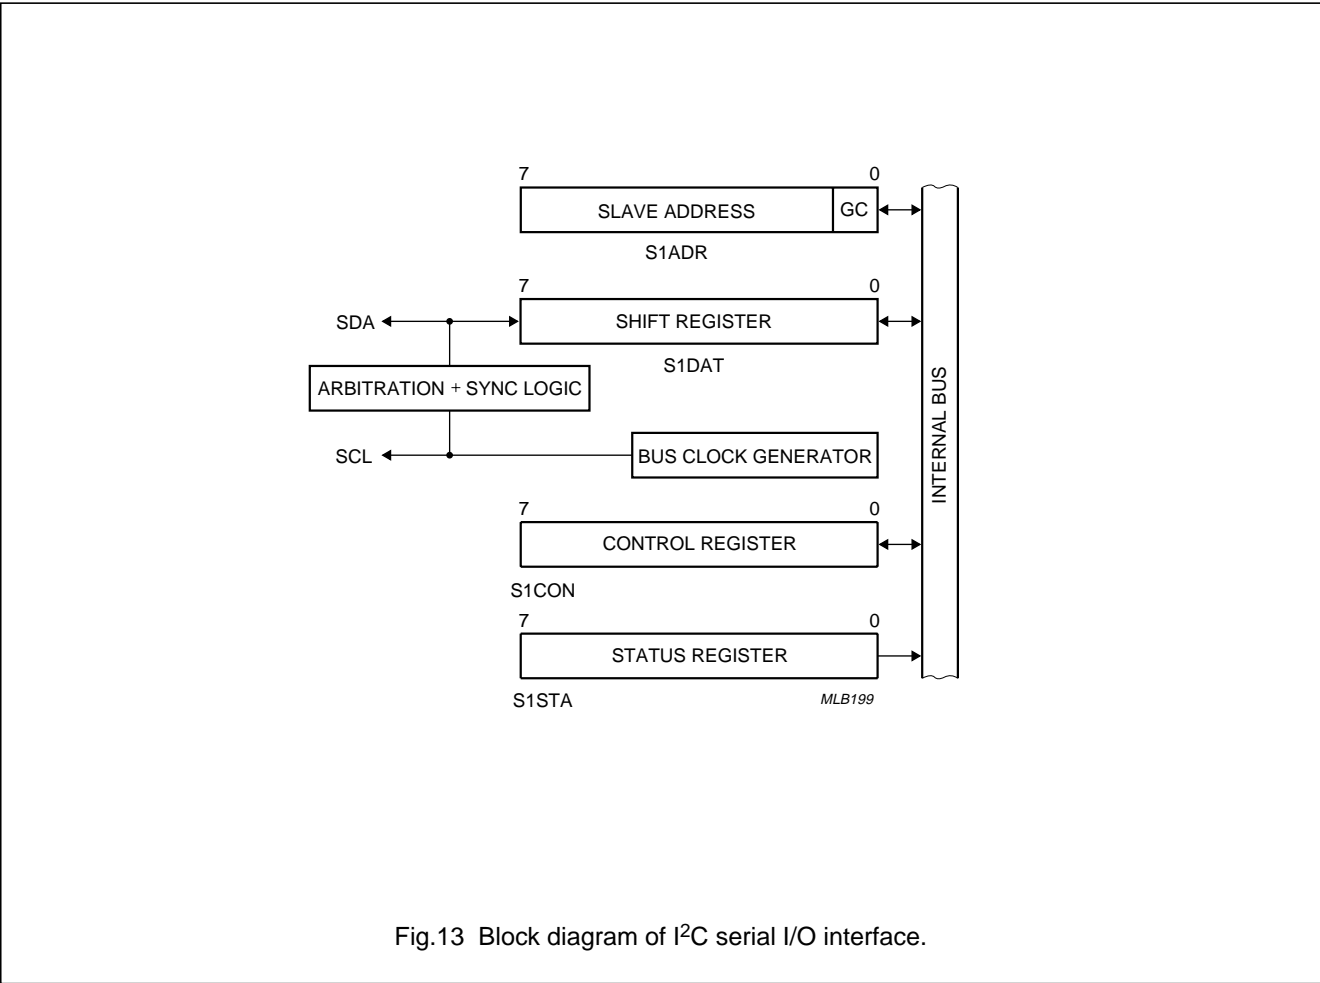 7 0
SLAVE ADDRESS GC
S1ADR
7 0
SDA SHIFT REGISTER
S1DAT
ARBITRATION + SYNC LOGIC
INTERNAL BUS
SCL BUS CLOCK GENERATOR
7 0
CONTROL REGISTER
S1CON
7 0
STATUS REGISTER
S1STA MLB199
Fig.13 Block diagram of I²C serial I/O interface.